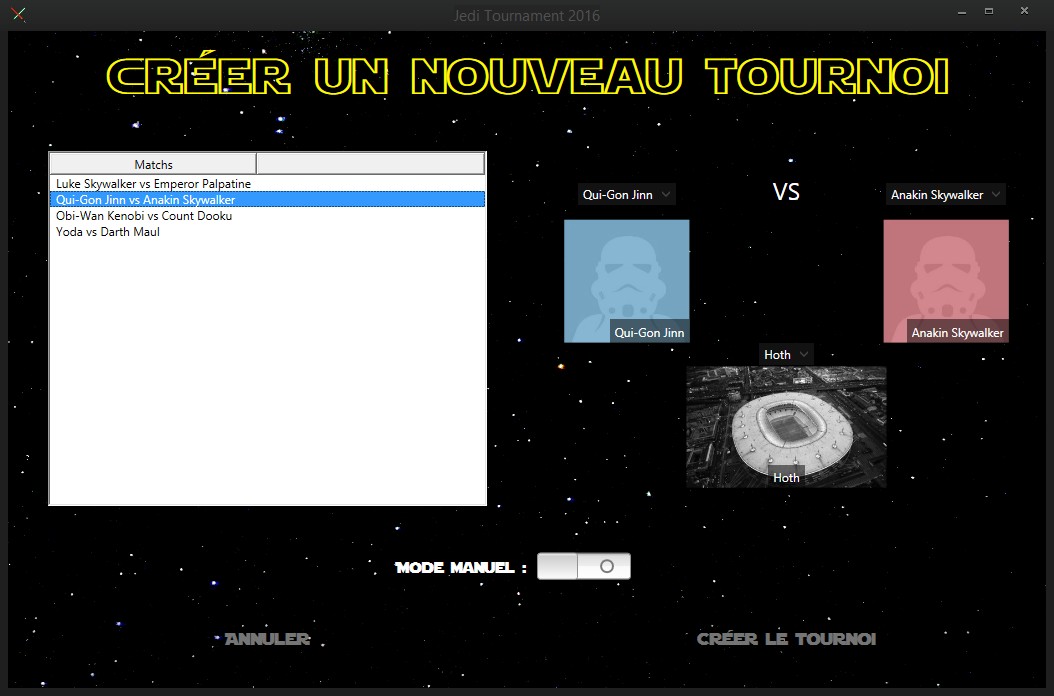 Jedi Tournament 2016
CRÉER UN NOUVEAU TOURNOI
Matchs
Luke Skywalker vs Emperor Palpatine
Qui-Gon Jinn vs Anakin Skywalker
Obi-Wan Kenobi vs Count Dooku
Yoda vs Darth Maul
Qui-Gon Jinn
VS
Anakin Skywalker
Qui-Gon Jinn
Anakin Skywalker
Hoth
Hoth
MODE MANUEL :
ANNULER
CRÉER LE TOURNOI